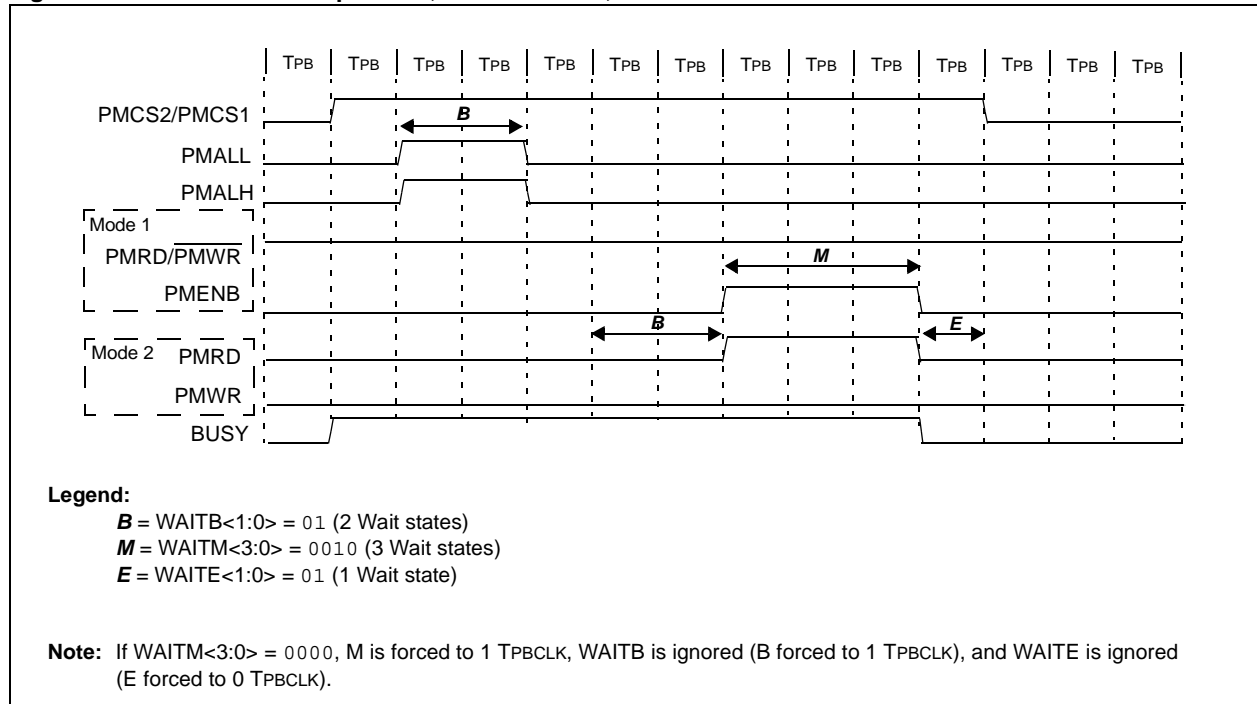 TPB TPB TPB TPB TPB TPB TPB TPB TPB TPB TPB TPB TPB TPB
PMCS2/PMCS1
B
PMALL
PMALH
Mode 1
PMRD/PMWR
M
PMENB
B
E
Mode 2 PMRD
PMWR
BUSY
Legend:
B = WAITB<1:0> = 01 (2 Wait states)
M = WAITM<3:0> = 0010 (3 Wait states)
E = WAITE<1:0> = 01 (1 Wait state)
Note: If WAITM<3:0> = 0000, M is forced to 1 TPBCLK, WAITB is ignored (B forced to 1 TPBCLK), and WAITE is ignored
(E forced to 0 TPBCLK).